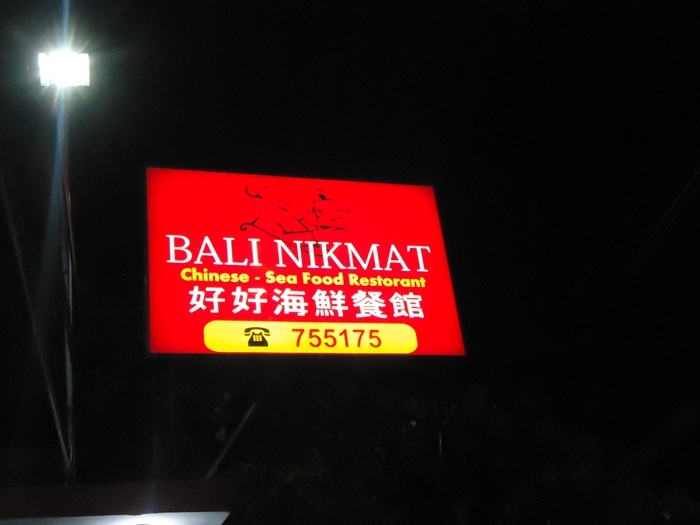 BALI NIKMAT
Chinese - Sea Food Restorant
好好海鮮餐館
755175